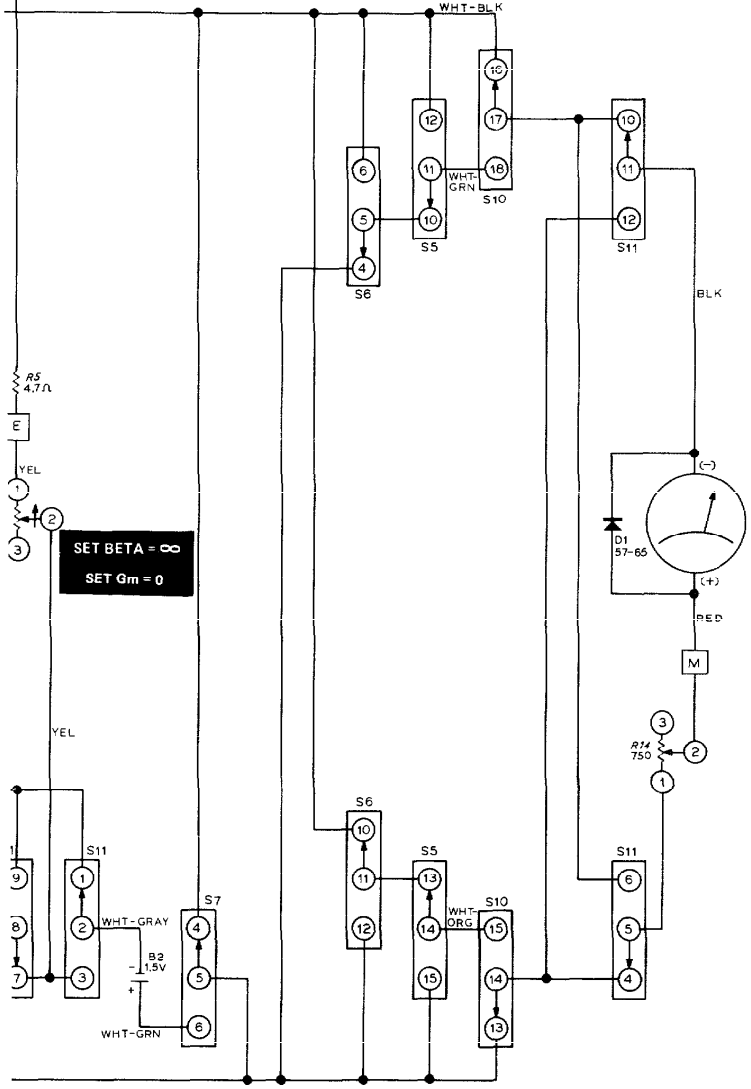 WHT-BLK
16
12
17
10
6
11
WHT-
GRN
18
11
S10
5
10
12
S5
S11
4
S6
BLK
R5
4.7Ω
E
YEL
(-)
1
2
3
SET BETA = ∞
SET Gm = 0
D1
57-65
(+)
RED
M
YEL
3
R14
750
2
1
S6
10
S11
S5
S11
9
1
11
13
6
S7
8
2
WHT-GRAY
4
12
14
WHT-
ORG
S10
15
5
B2
1.5V
-
+
7
3
5
15
14
4
WHT-GRN
6
13